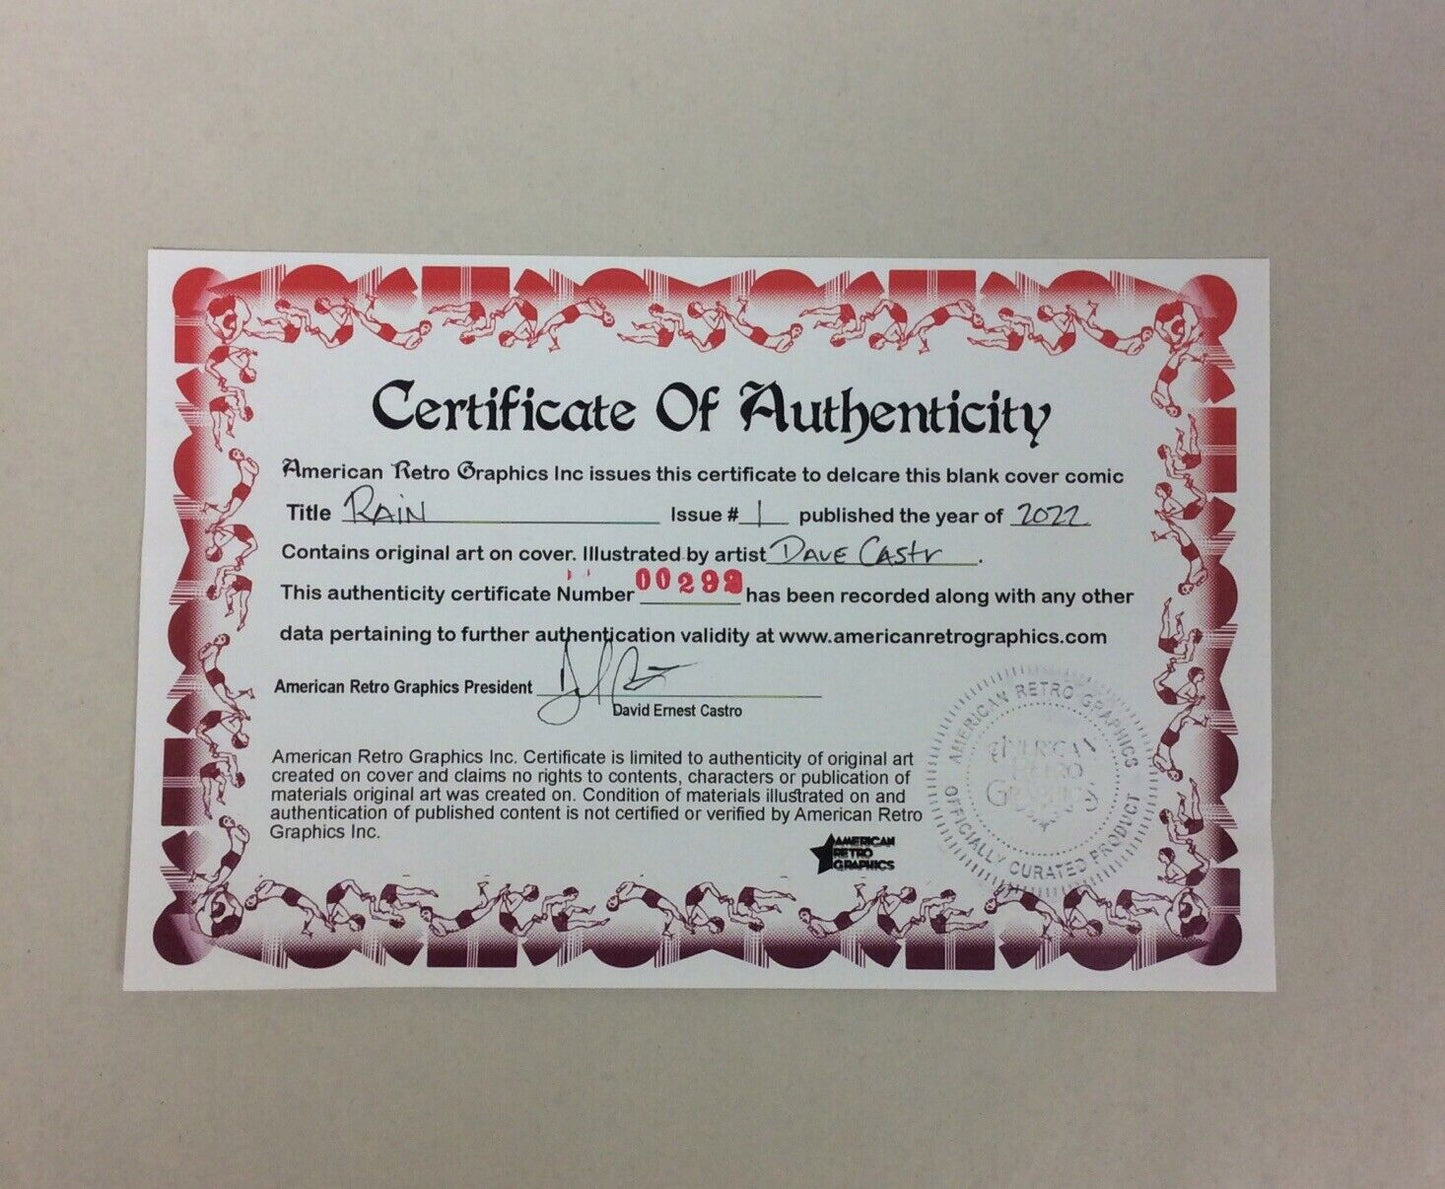 Certificate Of Authenticity
American Retro Graphics Inc issues this certificate to delcare this blank cover comic
Title RAIN Issue # 1 published the year of 2022
Contains original art on cover. Illustrated by artist DAVE CASTr .
This authenticity certificate Number 00292 has been recorded along with any other
data pertaining to further authentication validity at www.americanretrographics.com
American Retro Graphics President
David Ernest Castro
American Retro Graphics Inc. Certificate is limited to authenticity of original art
created on cover and claims no rights to contents, characters or publication of
materials original art was created on. Condition of materials illustrated on and
authentication of published content is not certified or verified by American Retro
Graphics Inc.
AMERICAN
RETRO
GRAPHICS
AMERICAN RETRO GRAPHICS
AMERICAN
RETRO
GRAPHICS
OFFICIALLY CURATED PRODUCT